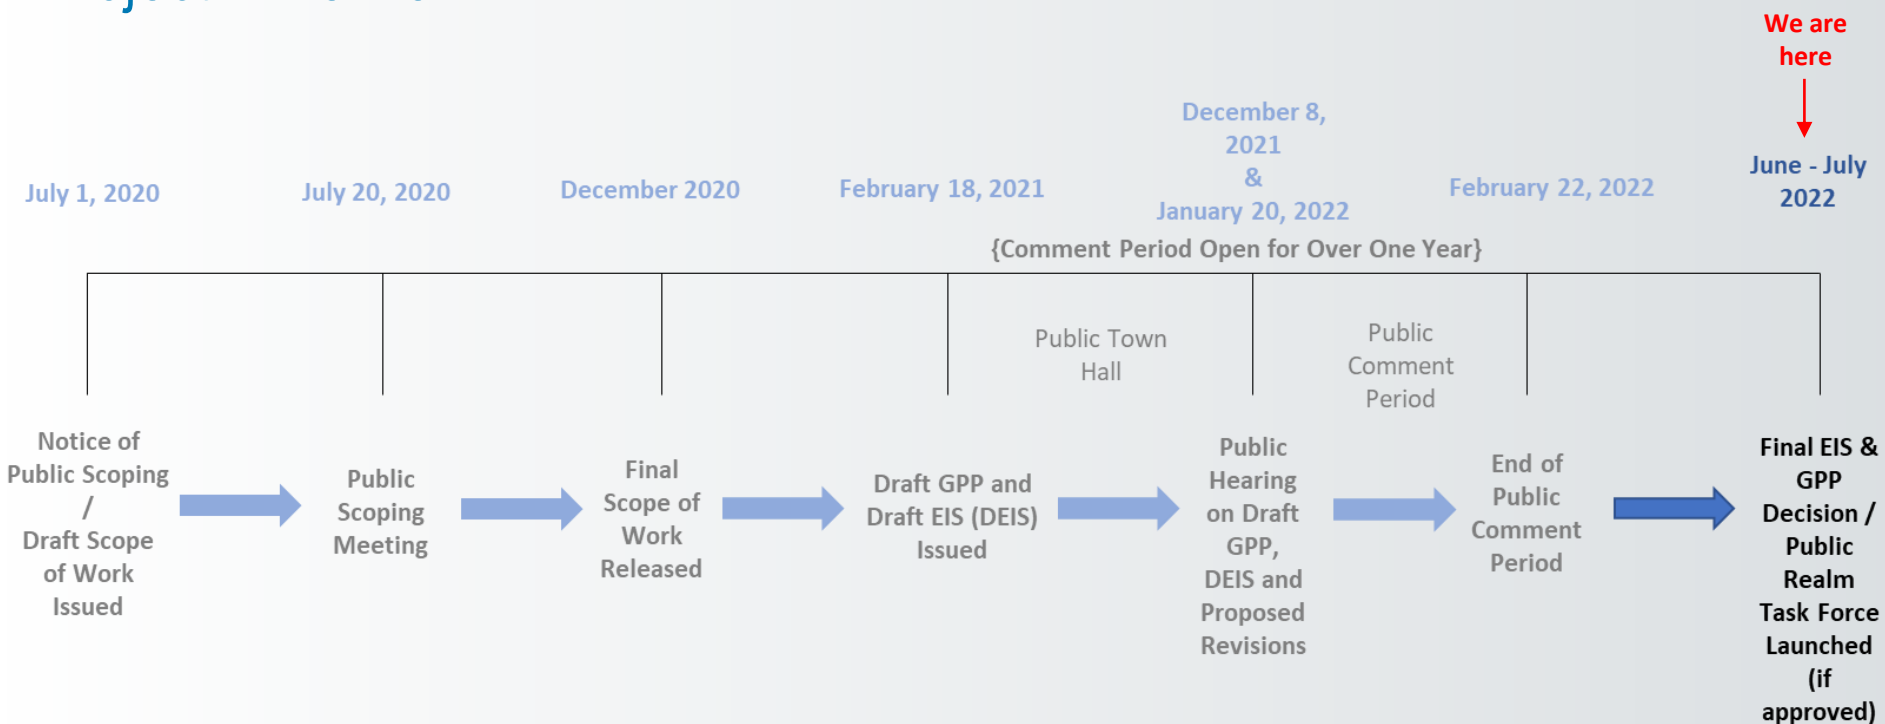 We are
here
December 8,
2021
&
January 20, 2022
July 1, 2020
July 20, 2020
December 2020
February 18, 2021
February 22, 2022
June - July
2022
{Comment Period Open for Over One Year}
Public Town
Hall
Public
Comment
Period
Notice of
Public Scoping
/
Draft Scope
of Work
Issued
Public
Scoping
Meeting
Final
Scope of
Work
Released
Draft GPP and
Draft EIS (DEIS)
Issued
Public
Hearing
on Draft
GPP,
DEIS and
Proposed
Revisions
End of
Public
Comment
Period
Final EIS &
GPP
Decision /
Public
Realm
Task Force
Launched
(if
approved)